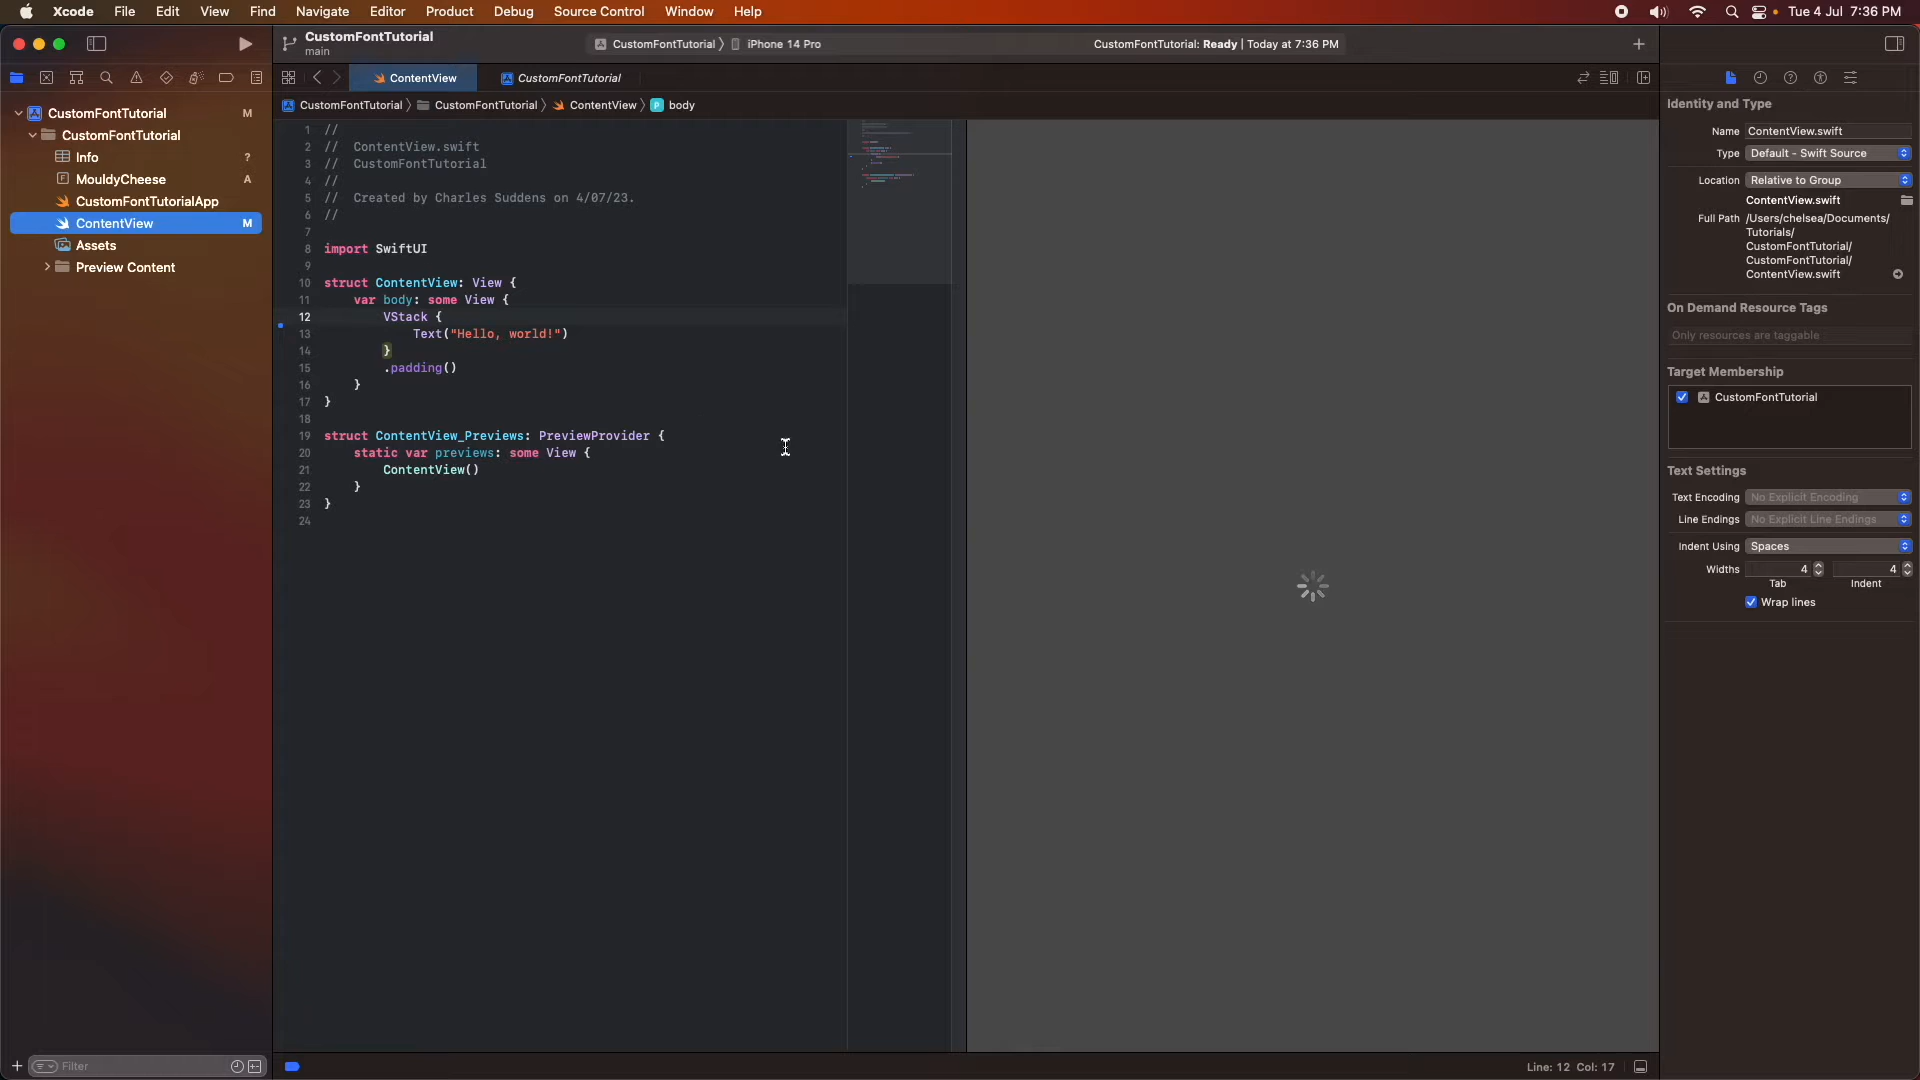 Xcode File Edit View Find Navigate Editor Product Debug Source Control Window Help Tue 4 Jul 7:36 PM
CustomFontTutorial
main
CustomFontTutorial iPhone 14 Pro
CustomFontTutorial: Ready | Today at 7:36 PM
ContentView CustomFontTutorial
CustomFontTutorial CustomFontTutorial ContentView P body
CustomFontTutorial M
CustomFontTutorial
Info ?
MouldyCheese A
CustomFontTutorialApp
ContentView M
Assets
Preview Content
Filter
1 //
2 //  ContentView.swift
3 //  CustomFontTutorial
4 //
5 //  Created by Charles Suddens on 4/07/23.
6 //
7
8 import SwiftUI
9
10 struct ContentView: View {
11     var body: some View {
12         VStack {
13             Text("Hello, world!")
14         }
15         .padding()
16     }
17 }
18
19 struct ContentView_Previews: PreviewProvider {
20     static var previews: some View {
21         ContentView()
22     }
23 }
24
Identity and Type
Name ContentView.swift
Type Default - Swift Source
Location Relative to Group
ContentView.swift
Full Path /Users/chelsea/Documents/
Tutorials/
CustomFontTutorial/
CustomFontTutorial/
ContentView.swift
On Demand Resource Tags
Only resources are taggable
Target Membership
CustomFontTutorial
Text Settings
Text Encoding No Explicit Encoding
Line Endings No Explicit Line Endings
Indent Using Spaces
Widths 4 4
Tab Indent
Wrap lines
Line: 12 Col: 17